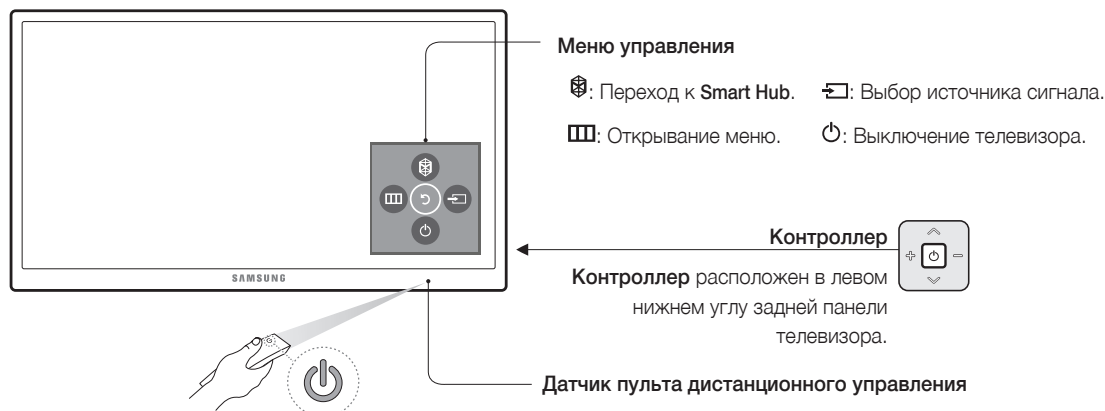 Меню управления
: Переход к Smart Hub.
: Выбор источника сигнала.
: Открывание меню.
: Выключение телевизора.
SAMSUNG
Контроллер
Контроллер расположен в левом
нижнем углу задней панели
телевизора.
Датчик пульта дистанционного управления